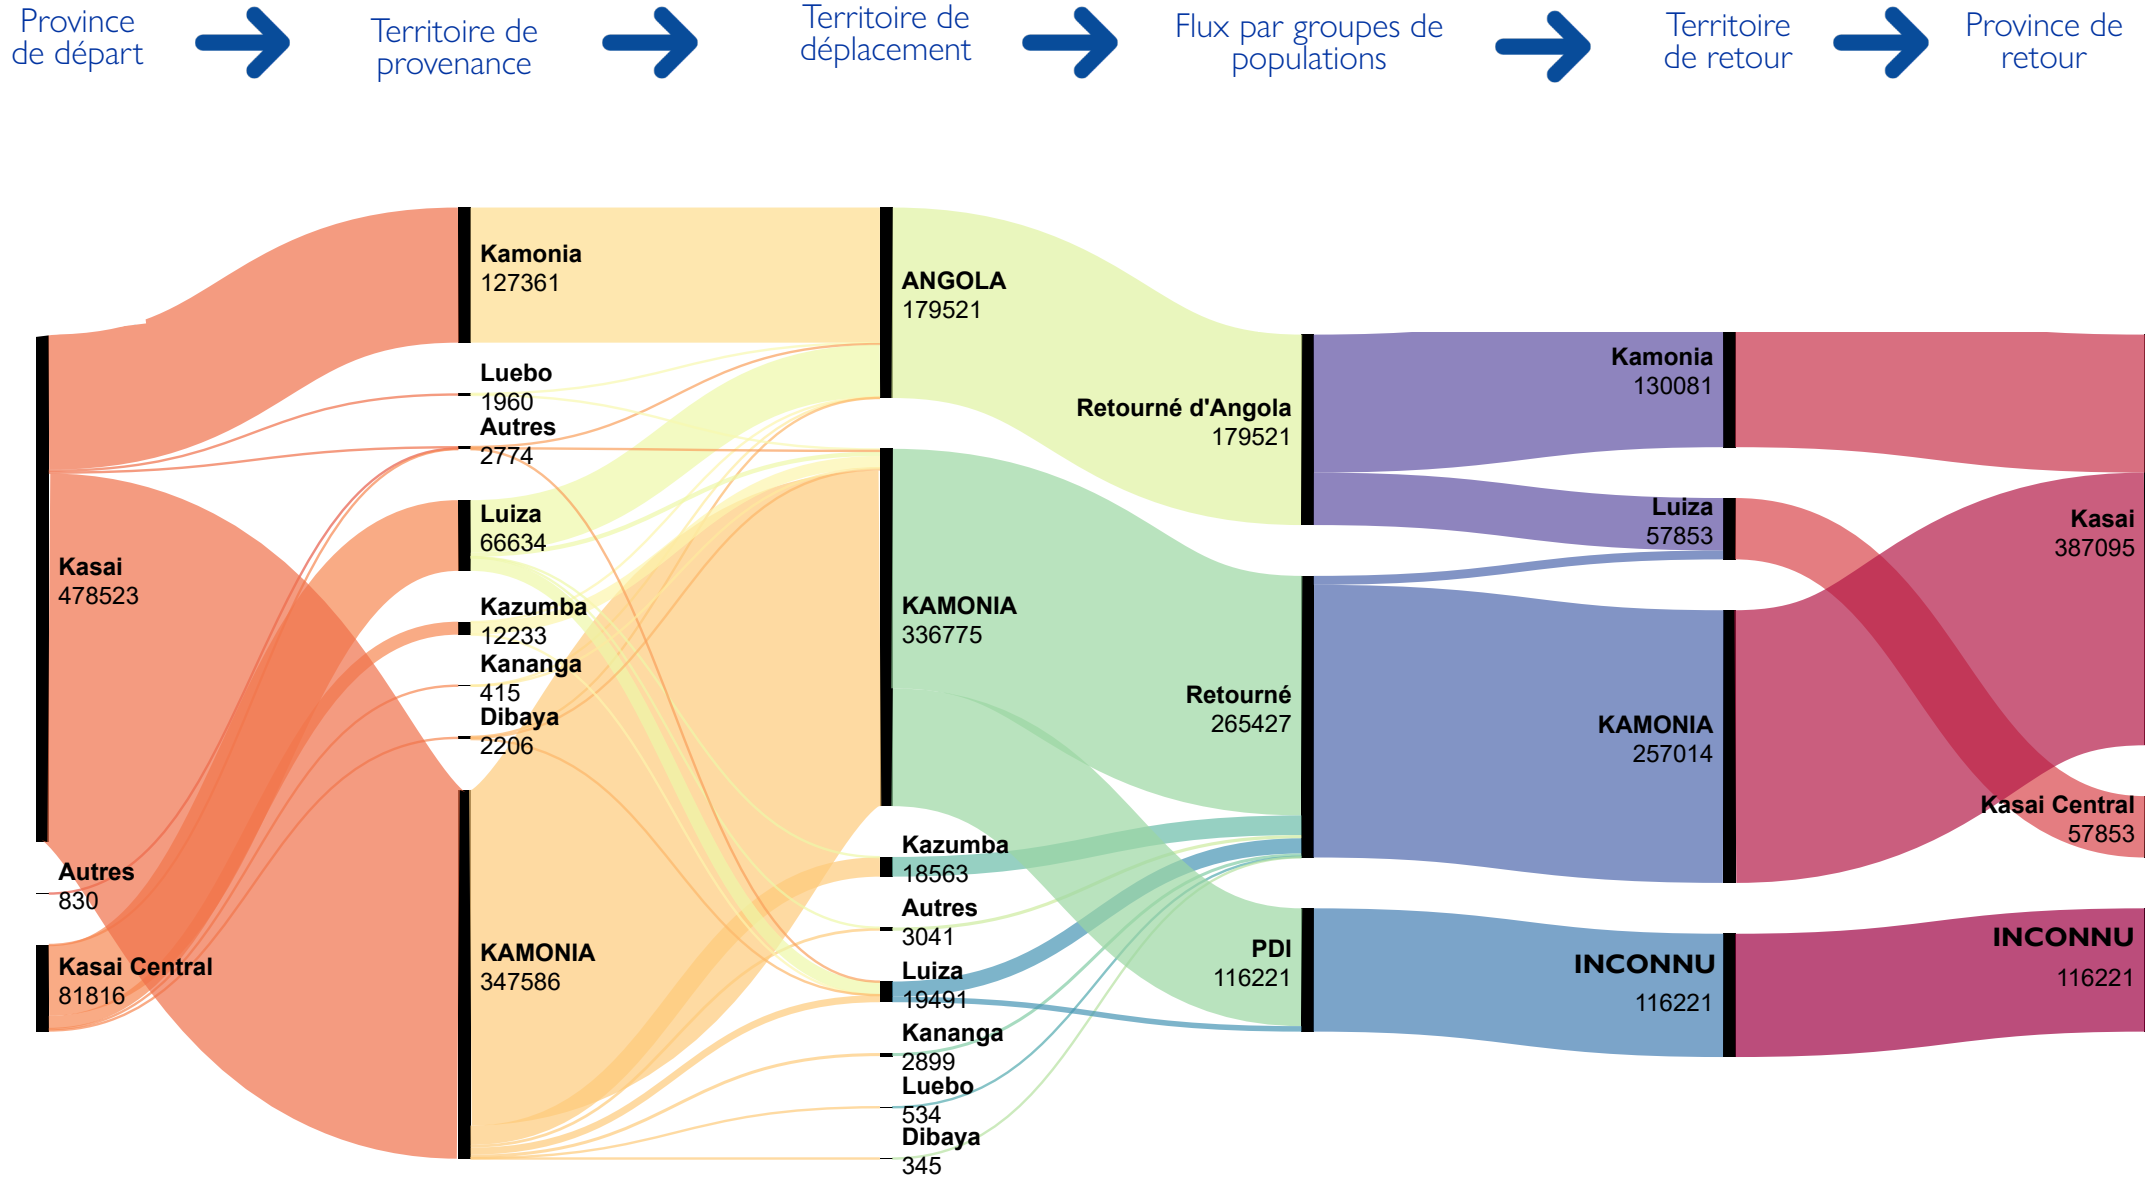 Province
de départ
Territoire de
provenance
Territoire de
déplacement
Flux par groupes de
populations
Territoire
de retour
Province de
retour
Kasai
478523
Autres
830
Kasai Central
81816
Kamonia
127361
Luebo
1960
Autres
2774
Luiza
66634
Kazumba
12233
Kananga
415
Dibaya
2206
KAMONIA
347586
ANGOLA
179521
KAMONIA
336775
Kazumba
18563
Autres
3041
Luiza
19491
Kananga
2899
Luebo
534
Dibaya
345
Retourné d'Angola
179521
Retourné
265427
PDI
116221
Kamonia
130081
Luiza
57853
KAMONIA
257014
INCONNU
116221
Kasai
387095
Kasai Central
57853
INCONNU
116221